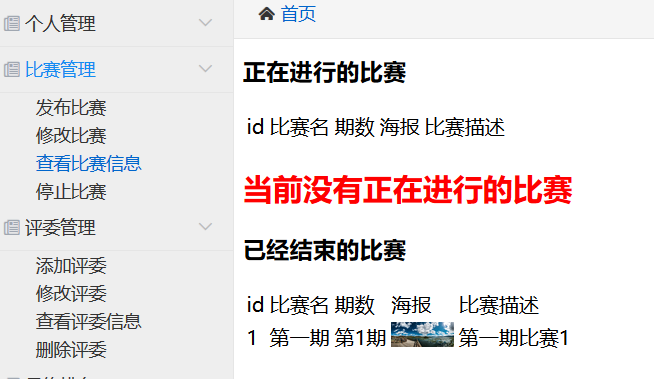 个人管理
比赛管理
发布比赛
修改比赛
查看比赛信息
停止比赛
评委管理
添加评委
修改评委
查看评委信息
删除评委
首页
正在进行的比赛
id 比赛名 期数 海报 比赛描述
当前没有正在进行的比赛
已经结束的比赛
id 比赛名 期数 海报 比赛描述
1 第一期 第1期 第一期比赛1